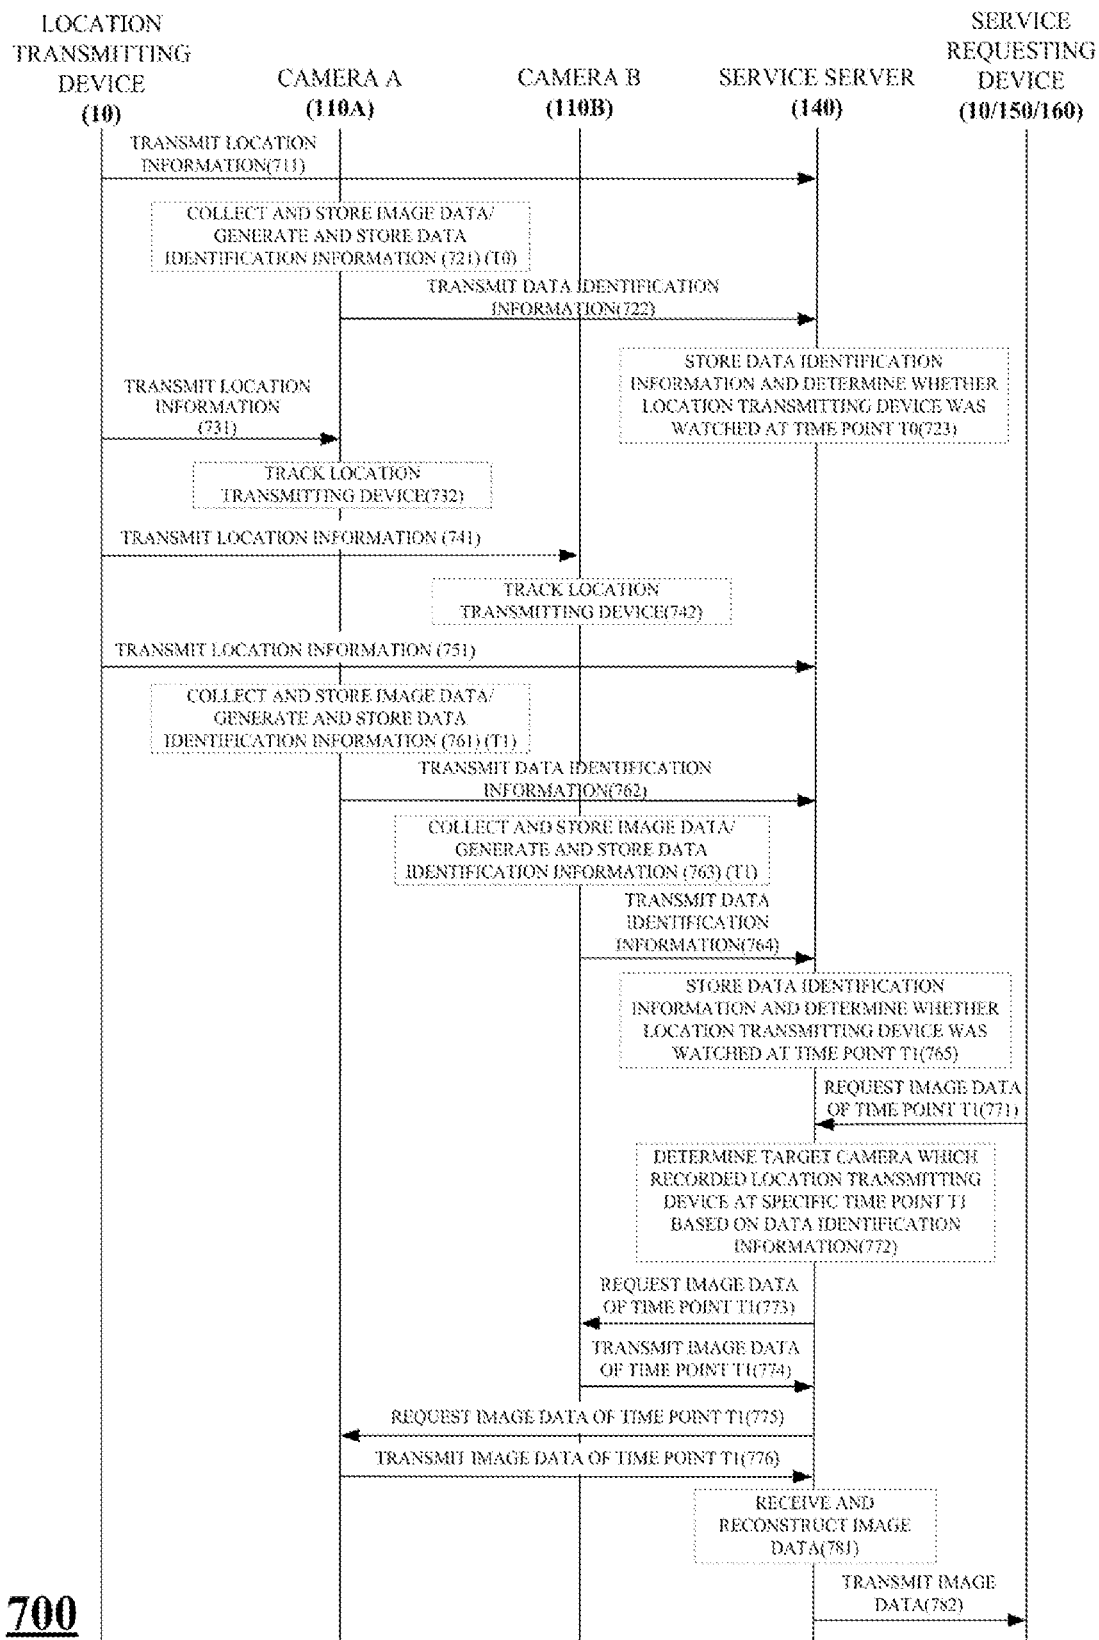 LOCATION
TRANSMITTING
DEVICE
(10)
CAMERA A
(110A)
CAMERA B
(110B)
SERVICE SERVER
(140)
SERVICE
REQUESTING
DEVICE
(10/150/160)
TRANSMIT LOCATION
INFORMATION(711)
COLLECT AND STORE IMAGE DATA/
GENERATE AND STORE DATA
IDENTIFICATION INFORMATION (721) (T0)
TRANSMIT DATA IDENTIFICATION
INFORMATION(722)
STORE DATA IDENTIFICATION
INFORMATION AND DETERMINE WHETHER
LOCATION TRANSMITTING DEVICE WAS
WATCHED AT TIME POINT T0(723)
TRANSMIT LOCATION
INFORMATION
(731)
TRACK LOCATION
TRANSMITTING DEVICE(732)
TRANSMIT LOCATION INFORMATION (741)
TRACK LOCATION
TRANSMITTING DEVICE(742)
TRANSMIT LOCATION INFORMATION (751)
COLLECT AND STORE IMAGE DATA/
GENERATE AND STORE DATA
IDENTIFICATION INFORMATION (761) (T1)
TRANSMIT DATA IDENTIFICATION
INFORMATION(762)
COLLECT AND STORE IMAGE DATA/
GENERATE AND STORE DATA
IDENTIFICATION INFORMATION (763) (T1)
TRANSMIT DATA
IDENTIFICATION
INFORMATION(764)
STORE DATA IDENTIFICATION
INFORMATION AND DETERMINE WHETHER
LOCATION TRANSMITTING DEVICE WAS
WATCHED AT TIME POINT T1(765)
REQUEST IMAGE DATA
OF TIME POINT T1(771)
DETERMINE TARGET CAMERA WHICH
RECORDED LOCATION TRANSMITTING
DEVICE AT SPECIFIC TIME POINT T1
BASED ON DATA IDENTIFICATION
INFORMATION(772)
REQUEST IMAGE DATA
OF TIME POINT T1(773)
TRANSMIT IMAGE DATA
OF TIME POINT T1(774)
REQUEST IMAGE DATA OF TIME POINT T1(775)
TRANSMIT IMAGE DATA OF TIME POINT T1(776)
RECEIVE AND
RECONSTRUCT IMAGE
DATA(781)
TRANSMIT IMAGE
DATA(782)
700